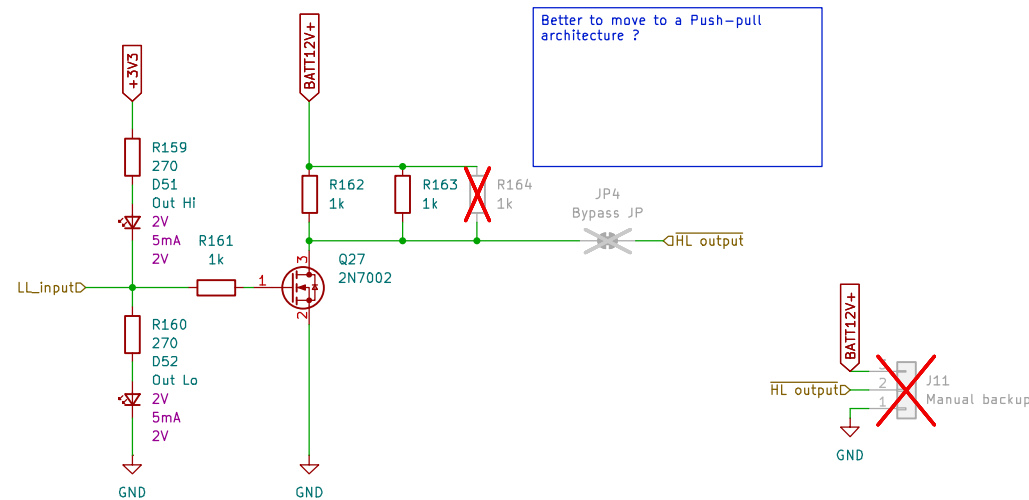 Better to move to a Push-pull
architecture ?
+3V3
BATT12V+
R159
270
D51
Out Hi
2V
5mA
2V
R162
1k
R163
1k
R164
1k
JP4
Bypass JP
HL output
R161
1k
3
Q27
2N7002
1
2
LL_input
R160
270
D52
Out Lo
2V
5mA
2V
GND
GND
BATT12V+
HL output
2
1
J11
Manual backup
GND